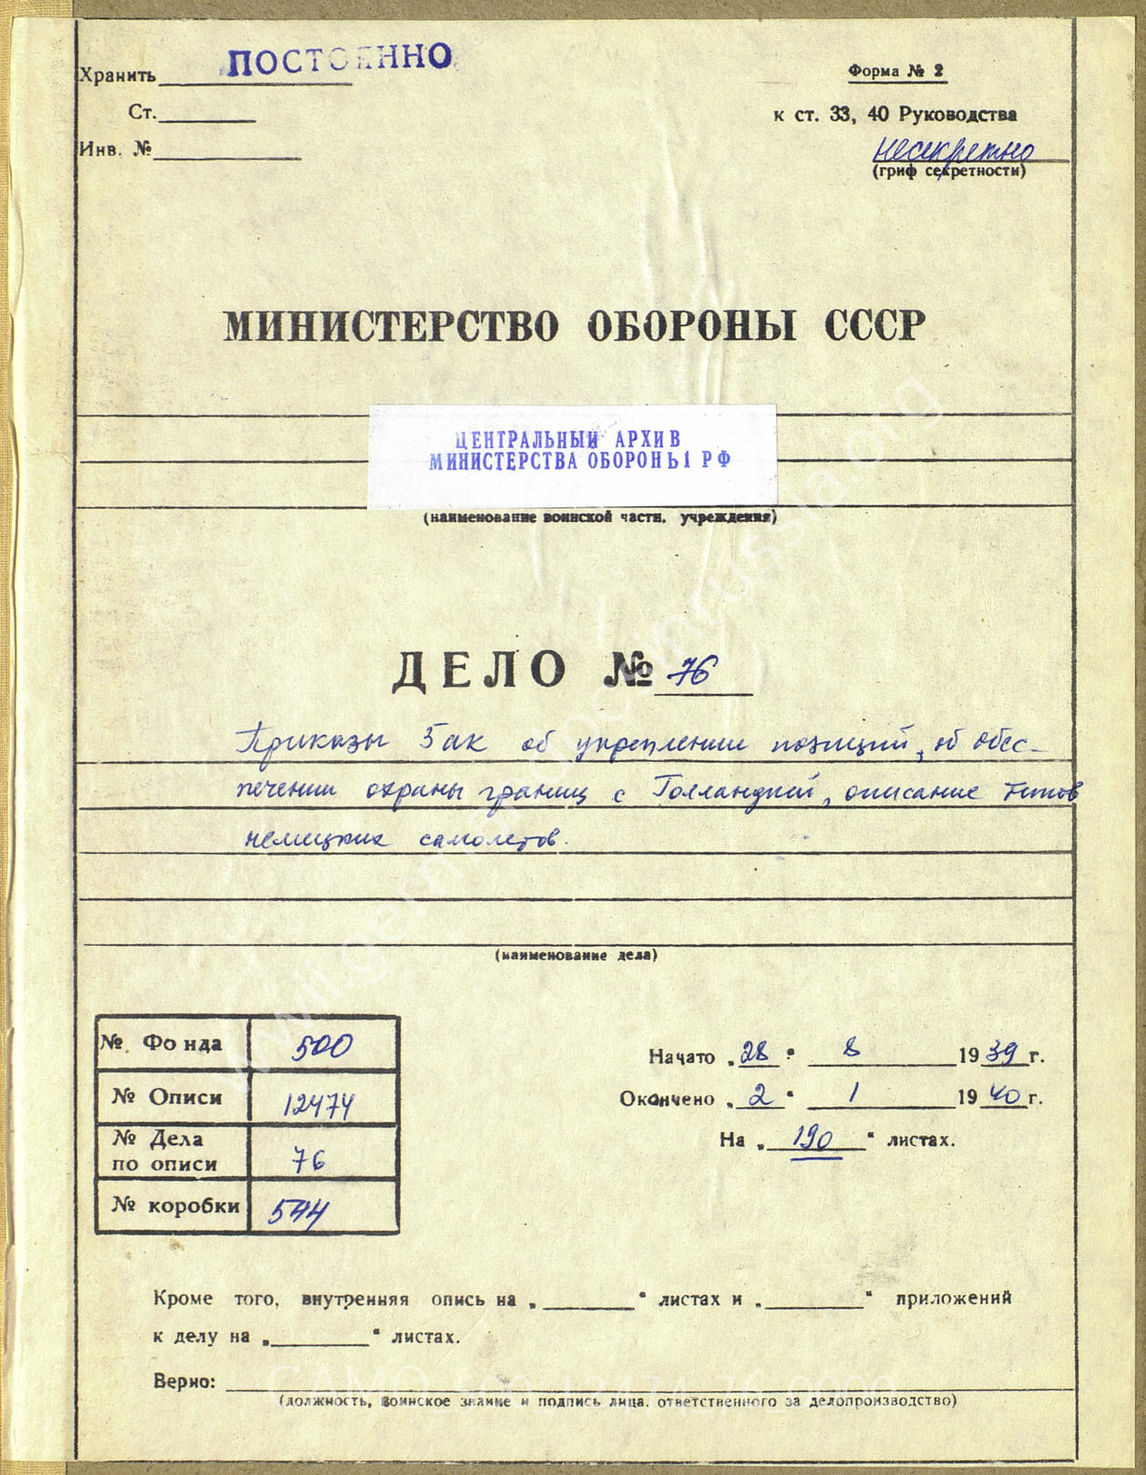 Хранить ПОСТОЯННО
Форма № 2
Ст.
к ст. 33, 40 Руководства
Инв. №
несекретно
(гриф секретности)
МИНИСТЕРСТВО ОБОРОНЫ СССР
ЦЕНТРАЛЬНЫЙ АРХИВ
МИНИСТЕРСТВА ОБОРОНЫ РФ
(наименование воинской части, учреждения)
ДЕЛО № 76
Приказы 5 ак об укреплении позиций, об обес-
печении охраны границ с Голландией, описание типов
немецких самолетов.
(наименование дела)
№ Фонда 500
№ Описи 12474
№ Дела
по описи 76
№ коробки 544
Начато „28" 8 1939 г.
Окончено „2" 1 1940 г.
На „190" листах.
Кроме того, внутренняя опись на „ " листах и „ " приложений
к делу на „ " листах.
Верно:
(должность, воинское звание и подпись лица, ответственного за делопроизводство)